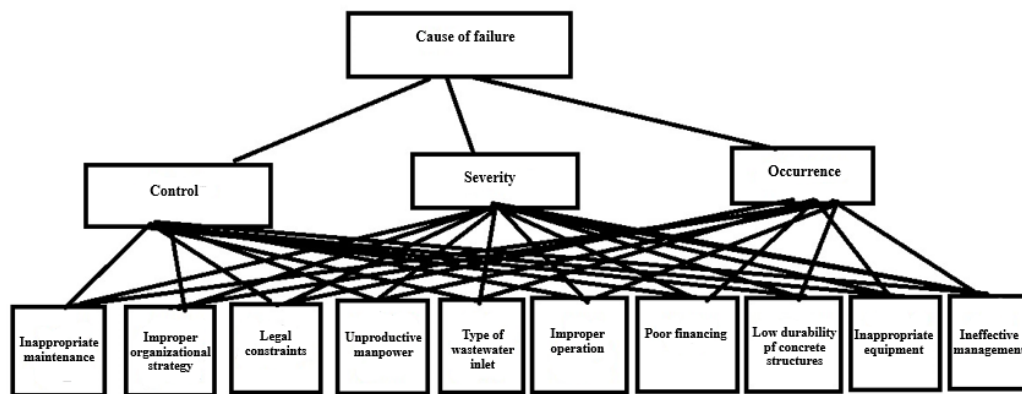 Cause of failure
Control
Severity
Occurrence
Inappropriate
maintenance
Improper
organizational
strategy
Legal
constraints
Unproductive
manpower
Type of
wastewater
inlet
Improper
operation
Poor financing
Low durability
pf concrete
structures
Inappropriate
equipment
Ineffective
management